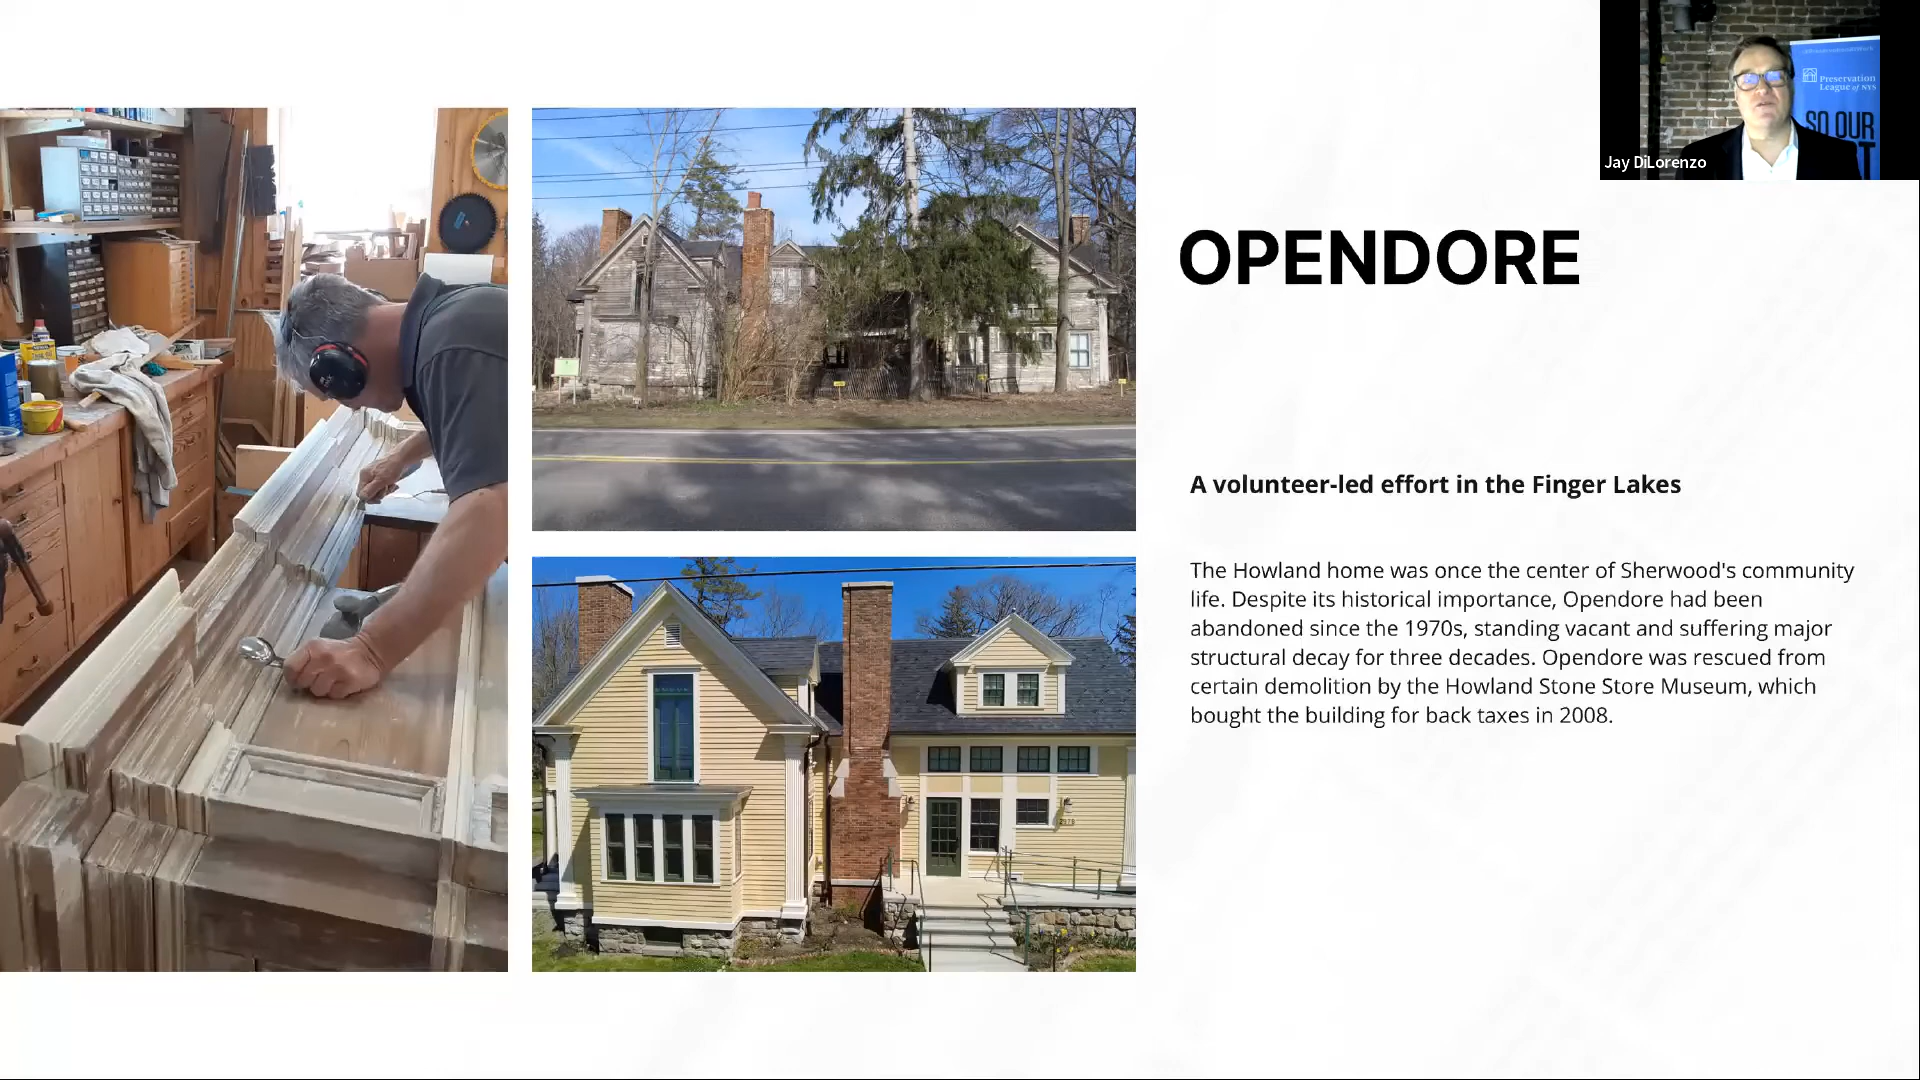 Preservation
League of NYS
SO OUR
Jay DiLorenzo
OPENDORE
A volunteer-led effort in the Finger Lakes
The Howland home was once the center of Sherwood's community
life. Despite its historical importance, Opendore had been
abandoned since the 1970s, standing vacant and suffering major
structural decay for three decades. Opendore was rescued from
certain demolition by the Howland Stone Store Museum, which
bought the building for back taxes in 2008.